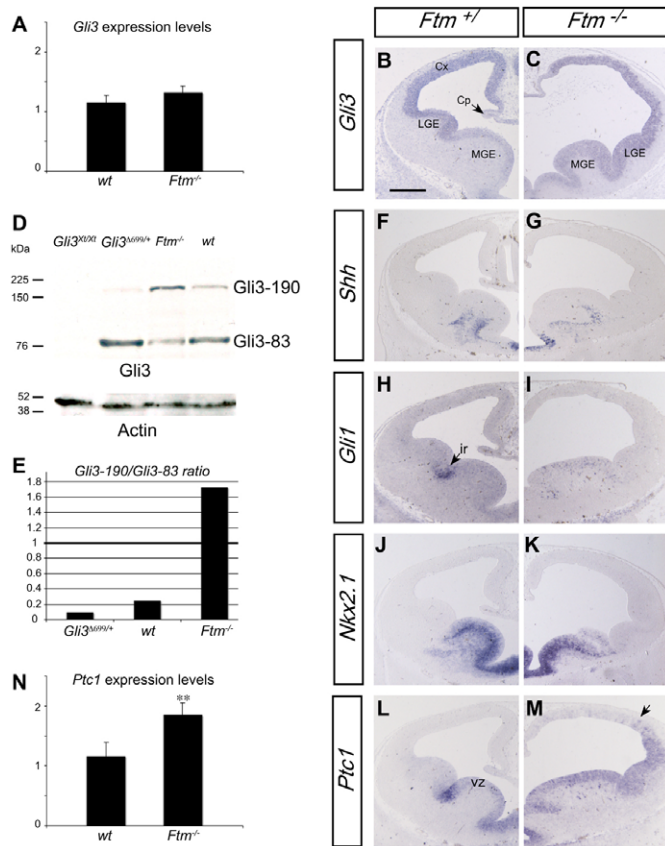 A
Gli3 expression levels
2
1
0
wt
Ftm-/-
D
Gli3Xt/Xt
Gli3Δ699/+
Ftm-/-
wt
kDa
225
150
76
Gli3-190
Gli3-83
Gli3
52
38
Actin
E
Gli3-190/Gli3-83 ratio
1.8
1.6
1.4
1.2
1
0.8
0.6
0.4
0.2
0
Gli3Δ699/+
wt
Ftm-/-
N
Ptc1 expression levels
**
2
1
0
wt
Ftm-/-
Ftm +/
Ftm -/-
Gli3
B
Cx
Cp
LGE
MGE
C
MGE
LGE
Shh
F
G
Gli1
H
ir
I
Nkx2.1
J
K
Ptc1
L
VZ
M